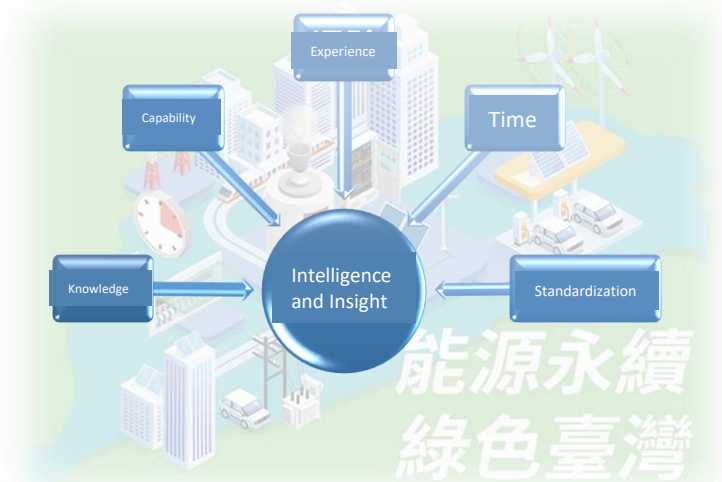 Experience
Capability
Time
Knowledge
Intelligence
and Insight
Standardization
能源永續
綠色臺灣